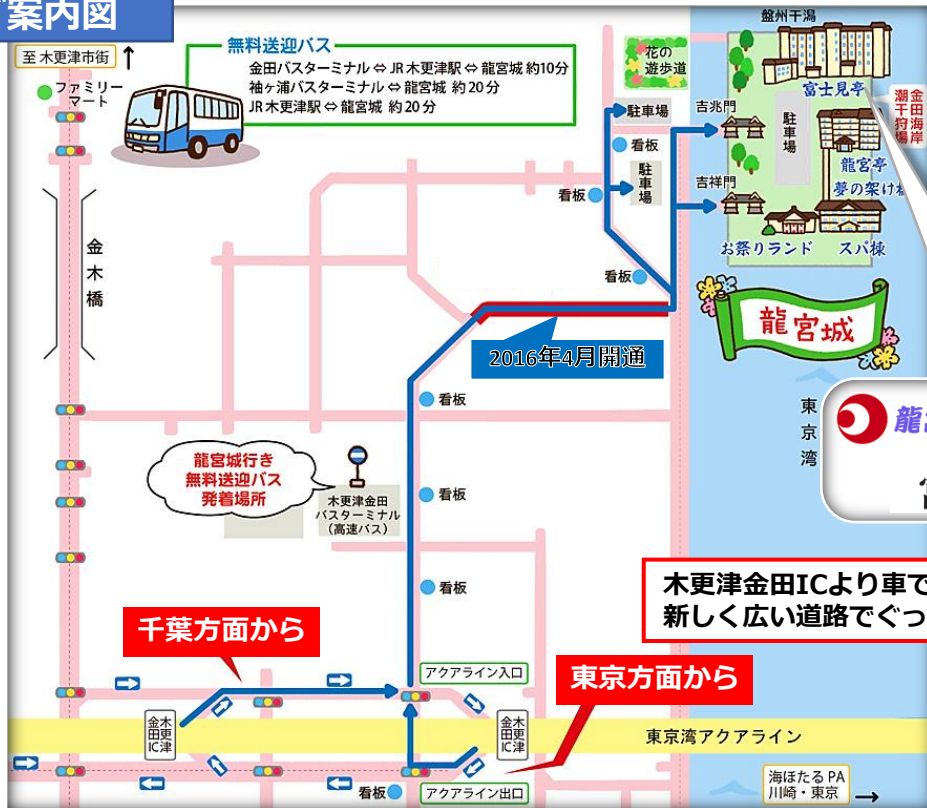 案内図
至 木更津市街
ファミリー
マート
無料送迎バス
金田バスターミナル ⇔ JR 木更津駅 ⇔ 龍宮城 約10分
袖ヶ浦バスターミナル ⇔ 龍宮城 約20分
JR 木更津駅 ⇔ 龍宮城 約20分
花の
遊歩道
盤州干潟
富士見亭
金田海岸
潮干狩場
吉兆門
駐車場
駐車場
看板
駐車場
看板
吉祥門
龍宮亭
夢の架け
お祭りランド
スパ棟
看板
龍宮城
金木橋
2016年4月開通
東京湾
看板
龍
龍宮城行き
無料送迎バス
発着場所
木更津金田
バスターミナル
(高速バス)
看板
看板
木更津金田ICより車で
新しく広い道路でぐっ
千葉方面から
アクアライン入口
東京方面から
木更津
金田IC
木更津
金田IC
東京湾アクアライン
看板
アクアライン出口
海ほたる PA
川崎・東京